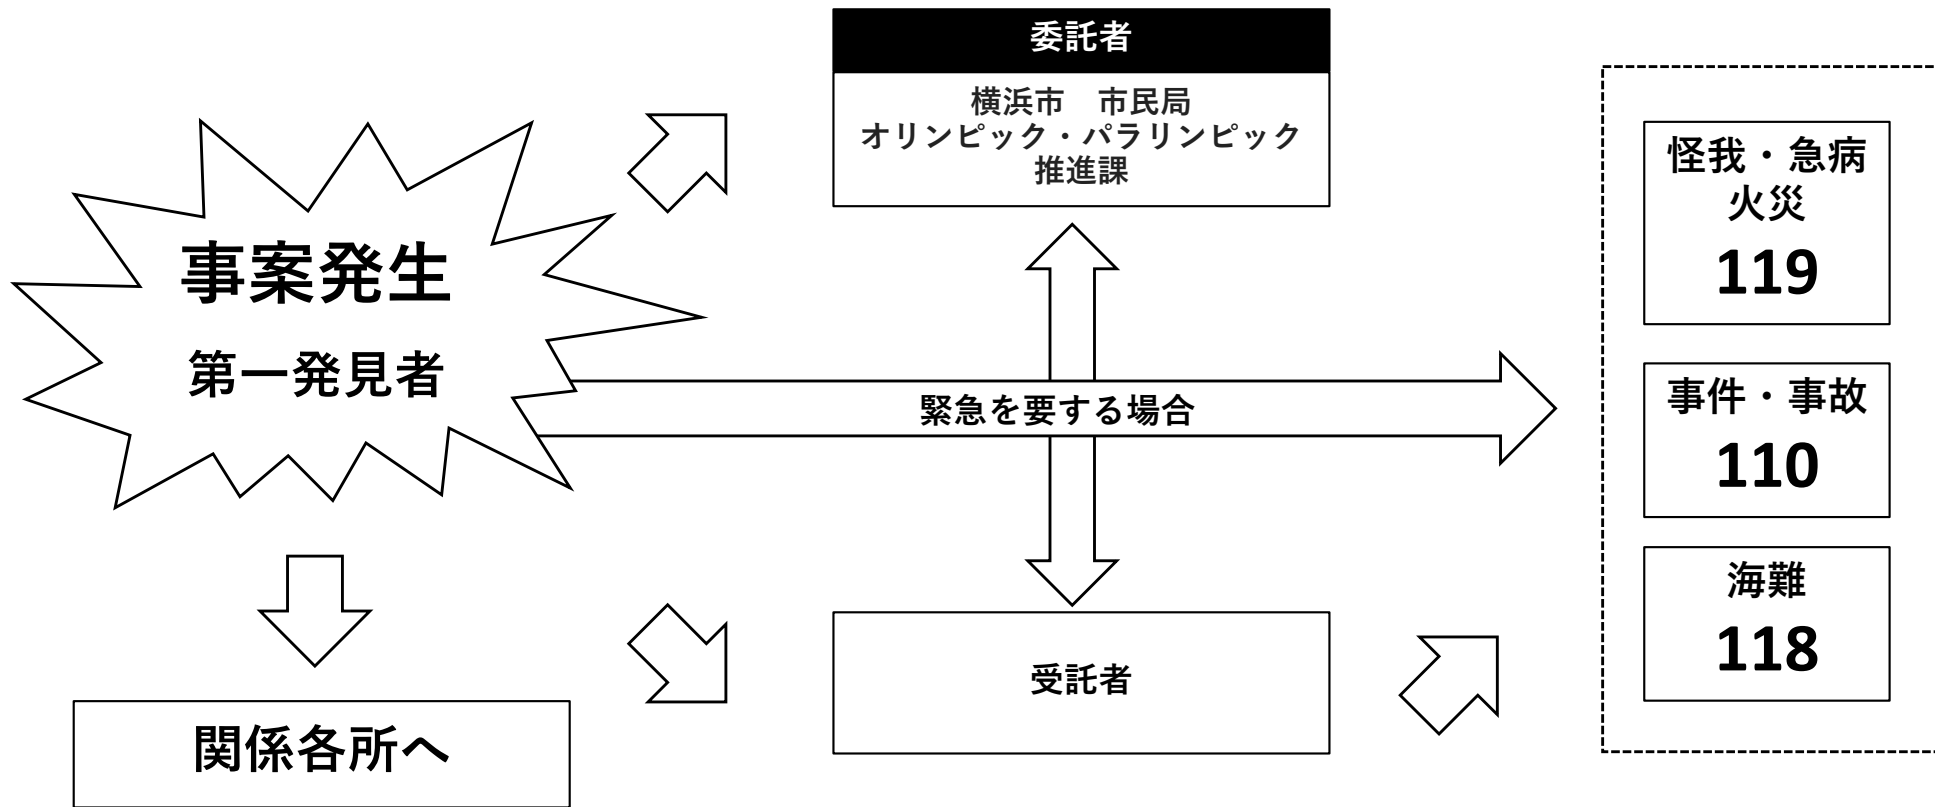 委託者
横浜市　市民局
オリンピック・パラリンピック
推進課
事案発生
第一発見者
緊急を要する場合
怪我・急病
火災
119
事件・事故
110
海難
118
受託者
関係各所へ